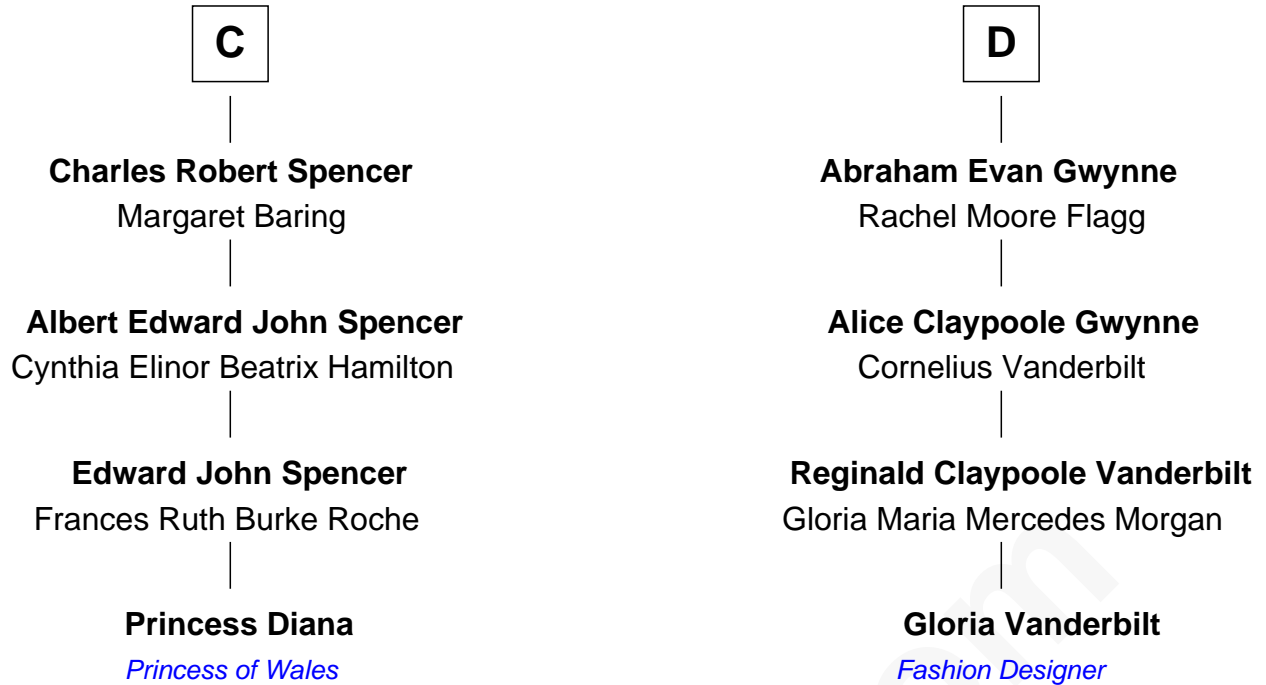 C
Charles Robert Spencer
Margaret Baring
Albert Edward John Spencer
Cynthia Elinor Beatrix Hamilton
Edward John Spencer
Frances Ruth Burke Roche
Princess Diana
Princess of Wales
D
Abraham Evan Gwynne
Rachel Moore Flagg
Alice Claypoole Gwynne
Cornelius Vanderbilt
Reginald Claypoole Vanderbilt
Gloria Maria Mercedes Morgan
Gloria Vanderbilt
Fashion Designer
om